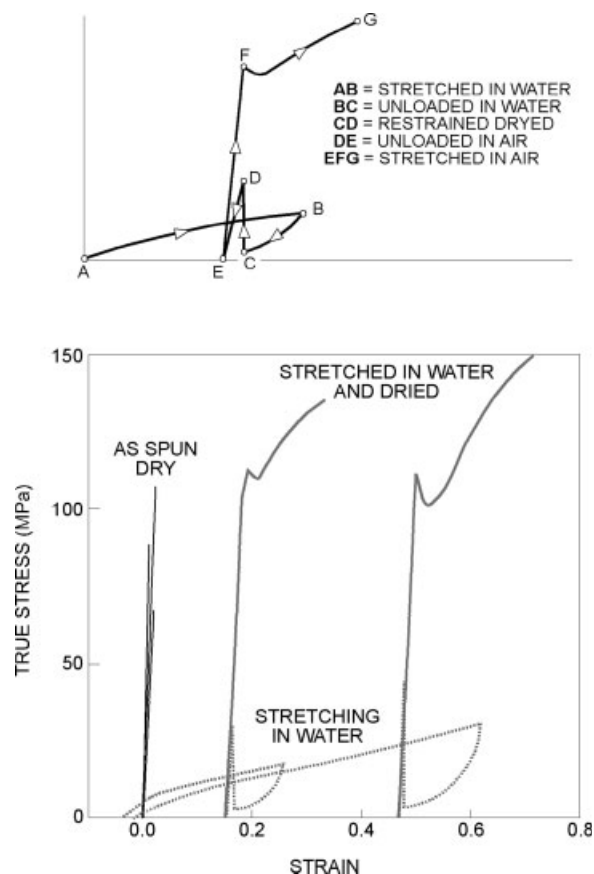 G
F
AB = STRETCHED IN WATER
BC = UNLOADED IN WATER
CD = RESTRAINED DRYED
DE = UNLOADED IN AIR
EFG = STRETCHED IN AIR
D
B
A
E
C
150
STRETCHED IN WATER
AND DRIED
AS SPUN
DRY
100
TRUE STRESS (MPa)
50
STRETCHING
IN WATER
0
0.0
0.2
0.4
0.6
0.8
STRAIN